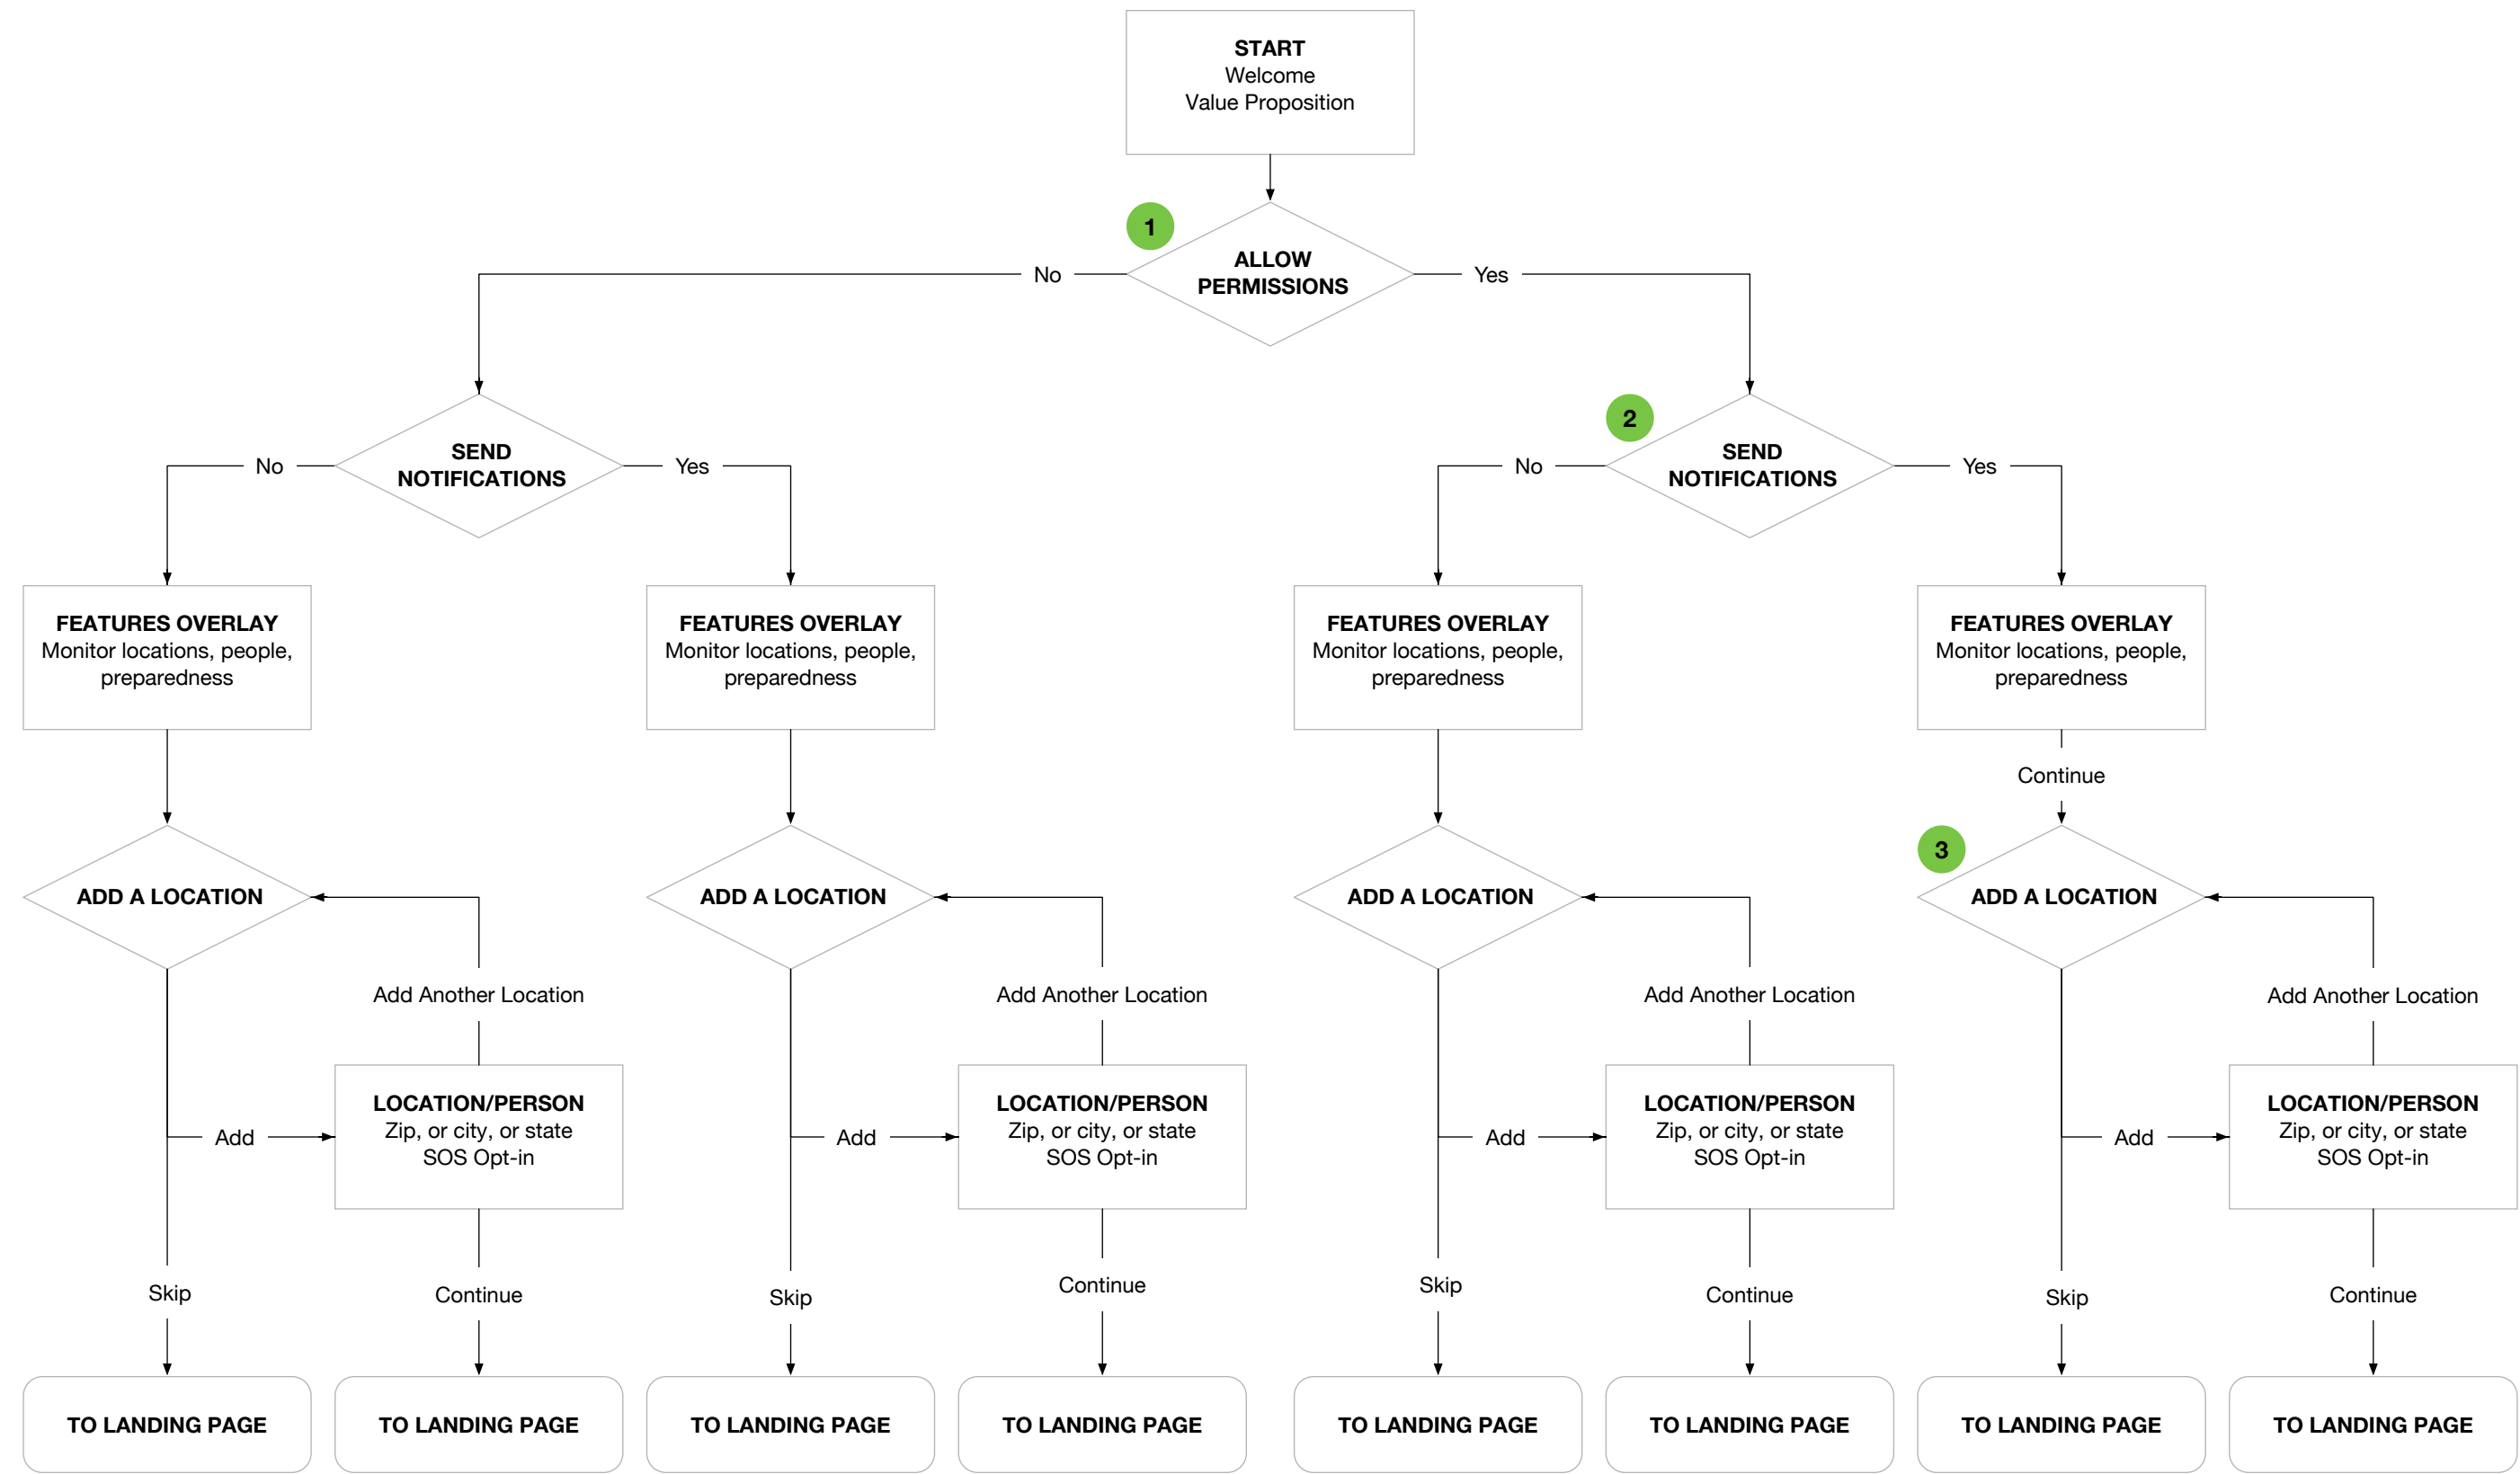 START
Welcome
Value Proposition
1
ALLOW
PERMISSIONS
No
Yes
2
SEND
NOTIFICATIONS
No
Yes
SEND
NOTIFICATIONS
No
Yes
FEATURES OVERLAY
Monitor locations, people,
preparedness
FEATURES OVERLAY
Monitor locations, people,
preparedness
FEATURES OVERLAY
Monitor locations, people,
preparedness
FEATURES OVERLAY
Monitor locations, people,
preparedness
Continue
3
ADD A LOCATION
ADD A LOCATION
ADD A LOCATION
ADD A LOCATION
Add Another Location
Add Another Location
Add Another Location
Add Another Location
Add
LOCATION/PERSON
Zip, or city, or state
SOS Opt-in
Add
LOCATION/PERSON
Zip, or city, or state
SOS Opt-in
Add
LOCATION/PERSON
Zip, or city, or state
SOS Opt-in
Add
LOCATION/PERSON
Zip, or city, or state
SOS Opt-in
Skip
Continue
Skip
Continue
Skip
Continue
Skip
Continue
TO LANDING PAGE
TO LANDING PAGE
TO LANDING PAGE
TO LANDING PAGE
TO LANDING PAGE
TO LANDING PAGE
TO LANDING PAGE
TO LANDING PAGE